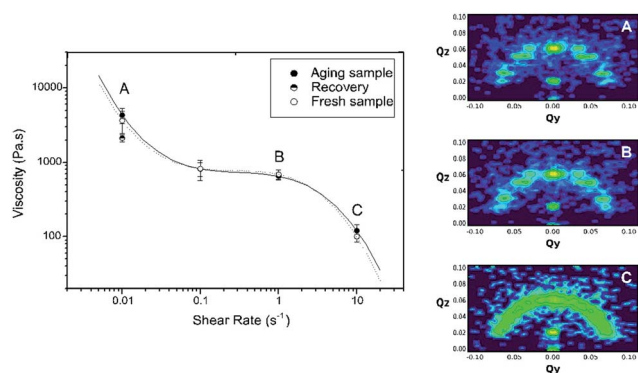 Viscosity (Pa.s)
10000
1000
100
0.01
0.1
1
10
Shear Rate (s⁻¹)
A
B
C
Aging sample
Recovery
Fresh sample
A
Qz
0.10
0.08
0.06
0.04
0.02
0.00
-0.10
-0.05
0.00
0.05
0.10
Qy
B
Qz
0.10
0.08
0.06
0.04
0.02
0.00
-0.10
-0.05
0.00
0.05
0.10
Qy
C
Qz
0.10
0.08
0.06
0.04
0.02
0.00
-0.10
-0.05
0.00
0.05
0.10
Qy